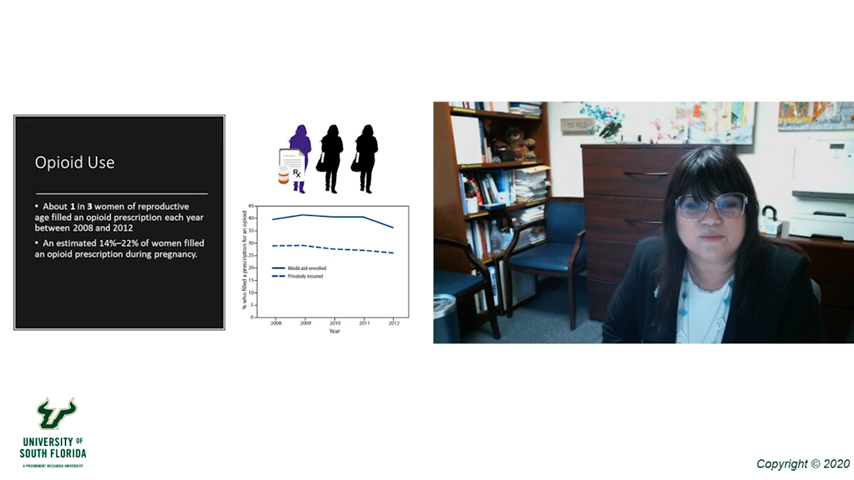 Opioid Use
• About 1 in 3 women of reproductive
age filled an opioid prescription each year
between 2008 and 2012
• An estimated 14%–22% of women filled
an opioid prescription during pregnancy.
Rx
% who filled a prescription for an opioid
45
40
35
30
25
20
15
10
5
0
Medicaid-enrolled
Privately insured
2008 2009 2010 2011 2012
Year
UNIVERSITY OF
SOUTH FLORIDA
A PREEMINENT RESEARCH UNIVERSITY
Copyright © 2020